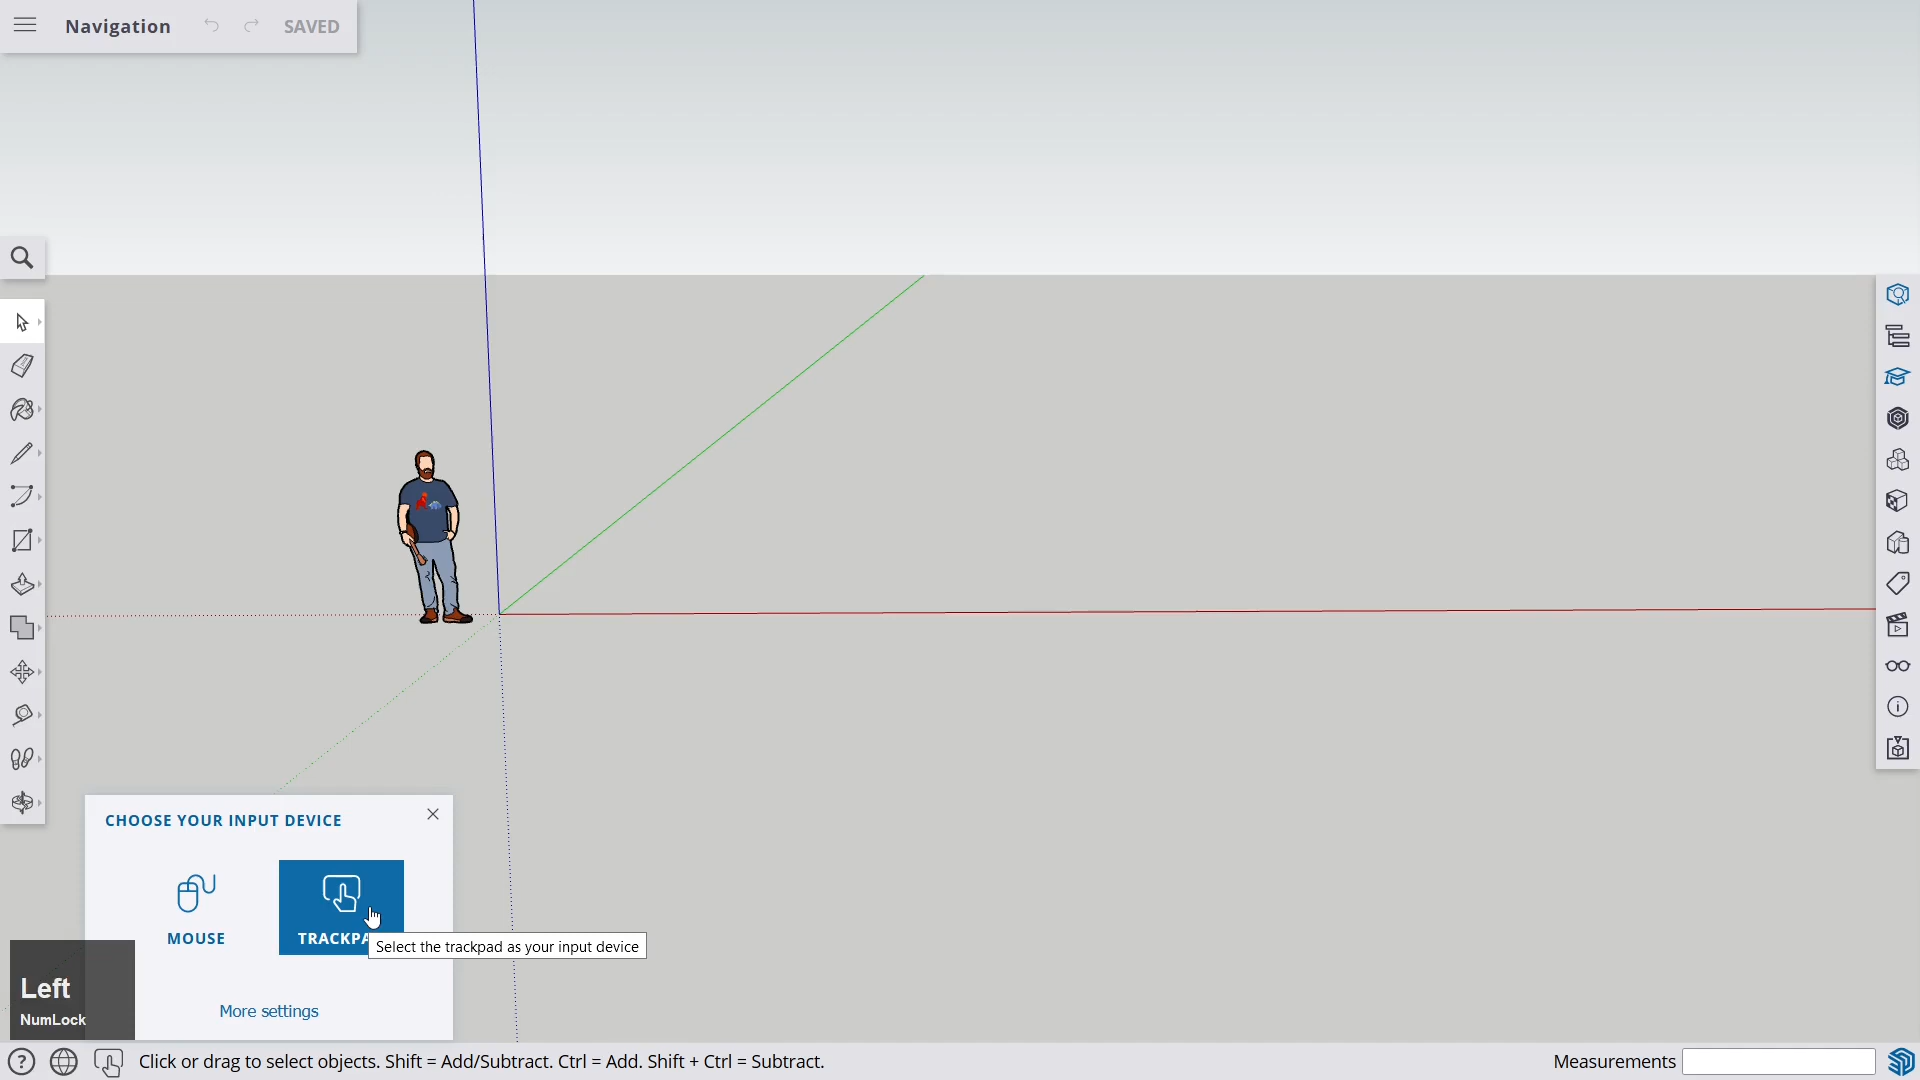 Navigation
SAVED
CHOOSE YOUR INPUT DEVICE
MOUSE
TRACKPA
Select the trackpad as your input device
Left
NumLock
More settings
Click or drag to select objects. Shift = Add/Subtract. Ctrl = Add. Shift + Ctrl = Subtract.
Measurements